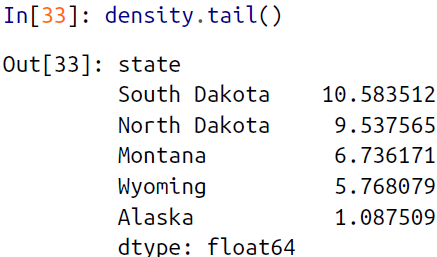 In[33]: density.tail()
Out[33]: state
South Dakota    10.583512
North Dakota     9.537565
Montana          6.736171
Wyoming          5.768079
Alaska           1.087509
dtype: float64